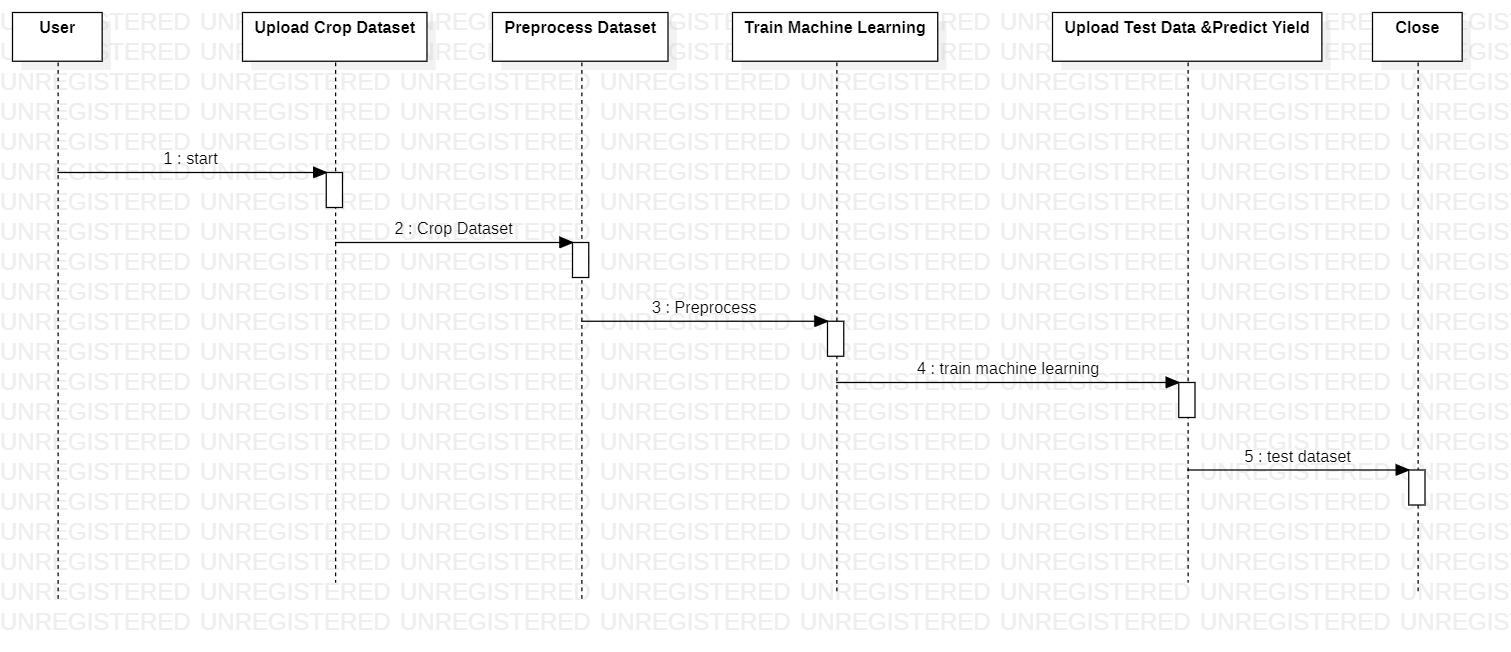 User
Upload Crop Dataset
Preprocess Dataset
Train Machine Learning
Upload Test Data &Predict Yield
Close
1 : start
2 : Crop Dataset
3 : Preprocess
4 : train machine learning
5 : test dataset
UNREGISTERED